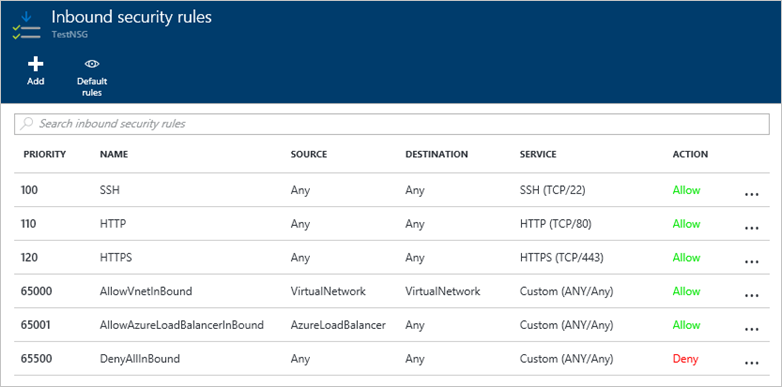 Inbound security rules
TestNSG
Add
Default
rules
Search inbound security rules
PRIORITY NAME SOURCE DESTINATION SERVICE ACTION
100 SSH Any Any SSH (TCP/22) Allow ...
110 HTTP Any Any HTTP (TCP/80) Allow ...
120 HTTPS Any Any HTTPS (TCP/443) Allow ...
65000 AllowVnetInBound VirtualNetwork VirtualNetwork Custom (ANY/Any) Allow ...
65001 AllowAzureLoadBalancerInBound AzureLoadBalancer Any Custom (ANY/Any) Allow ...
65500 DenyAllInBound Any Any Custom (ANY/Any) Deny ...